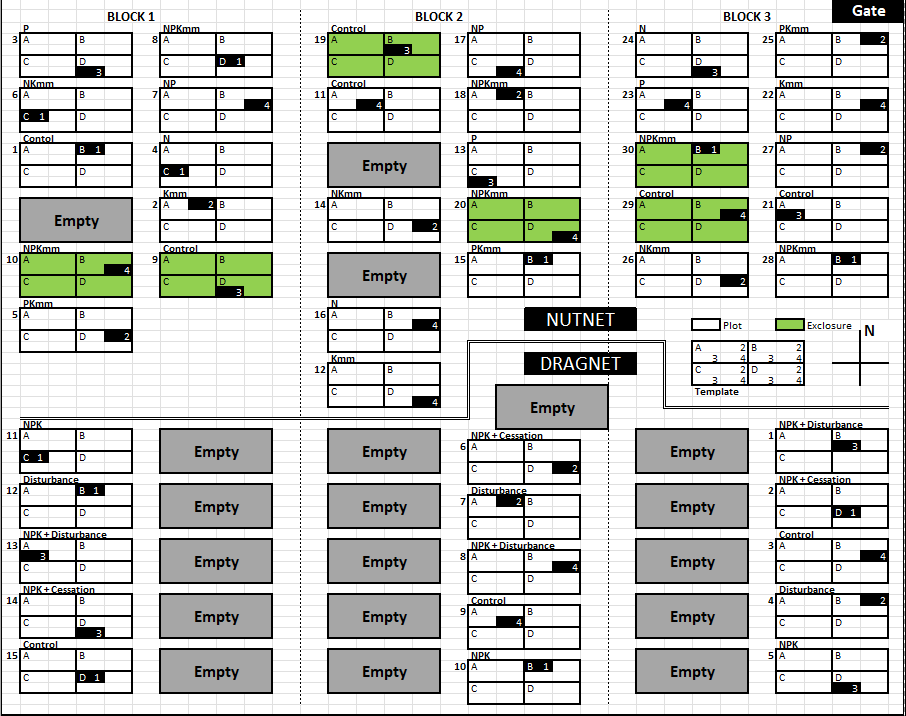 BLOCK 1 BLOCK 2 BLOCK 3 Gate
P NPKmm Control NP N PKmm
3 A B 8 A B 19 A B 3 17 A B 24 A B 25 A B 2
C D 3 C D 1 C D C 4 D C D 3 C D
NKmm NP Control NPKmm P Kmm
6 A B 7 A B 4 11 A 4 B 18 A 2 B 23 A 4 B 22 A B 4
C 1 D C D C D C D C D C D
Contol N P NPKmm NP
1 A B 1 4 A B Empty 13 A B 30 A B 1 27 A B 2
C D C 1 D C 3 D C D C D
Kmm NKmm NPKmm Control Control
Empty 2 A 2 B 14 A B 20 A B 29 A B 4 21 A 3 B
C D C D 2 C D 4 C D C D
NPKmm Control PKmm NKmm NPKmm
10 A B 4 9 A B Empty 15 A B 1 26 A B 28 A B 1
C D C D 3 C D C D 2 C D
PKmm N
5 A B 16 A B 4 NUTNET Plot Exclosure N
C D 2 C D
A 2 B 2
3 4 3 4
C 2 D 2
3 4 3 4
Template
Kmm
12 A B DRAGNET
C D 4
Empty
NPK NPK + Cessation NPK + Disturbance
11 A B Empty Empty 6 A B Empty 1 A B 3
C 1 D C D 2 C
Disturbance Disturbance NPK + Cessation
12 A B 1 Empty Empty 7 A 2 B Empty 2 A B
C D C D C D 1
NPK + Disturbance NPK + Disturbance Control
13 A 3 B Empty Empty 8 A B 4 Empty 3 A B 4
C D C D C D
NPK + Cessation Control Disturbance
14 A B Empty Empty 9 A 4 B Empty 4 A B 2
C D 3 C D C D
Control NPK NPK
15 A B Empty Empty 10 A B 1 Empty 5 A B
C D 1 C D C D 3